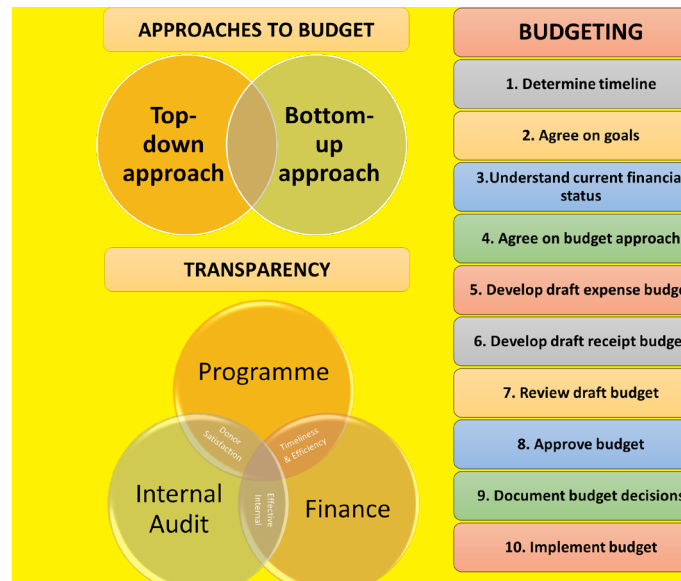 APPROACHES TO BUDGET
Top-
down
approach
Bottom-
up
approach
TRANSPARENCY
Programme
Donor
Satisfaction
Timeliness
& Efficiency
Internal
Audit
Effective
Internal
Finance
BUDGETING
1. Determine timeline
2. Agree on goals
3.Understand current financia
status
4. Agree on budget approach
5. Develop draft expense budge
6. Develop draft receipt budge
7. Review draft budget
8. Approve budget
9. Document budget decisions
10. Implement budget